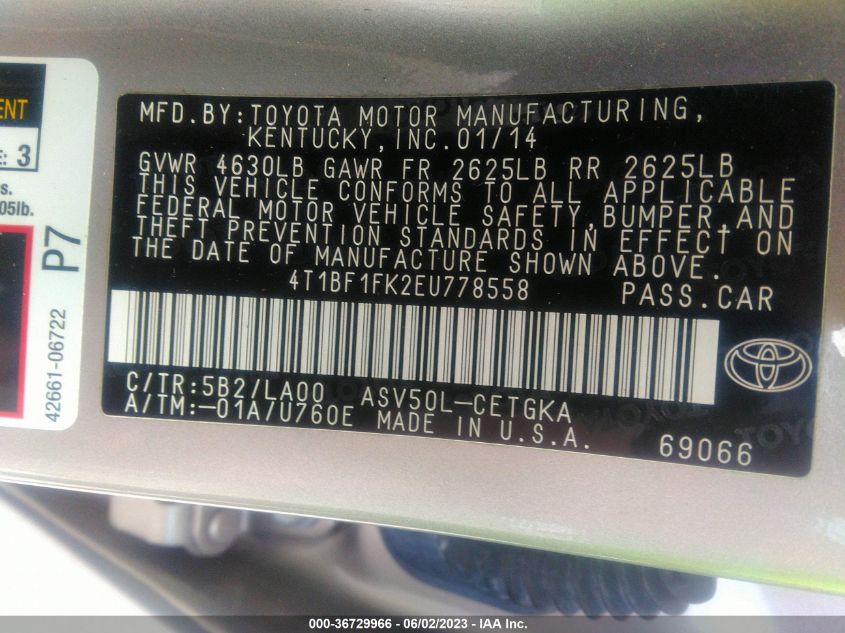 ENT
E: 3
s.
05lb.
P7
42661-06722
MFD.BY:TOYOTA MOTOR MANUFACTURING,
KENTUCKY,INC.01/14
GVWR 4630LB GAWR FR 2625LB RR 2625LB
THIS VEHICLE CONFORMS TO ALL APPLICABLE
FEDERAL MOTOR VEHICLE SAFETY,BUMPER,AND
THEFT PREVENTION STANDARDS IN EFFECT ON
THE DATE OF MANUFACTURE SHOWN ABOVE.
4T1BF1FK2EU778558 PASS.CAR
C/TR:5B2/LA00 ASV50L-CETGKA
A/TM:-01A/U760E MADE IN U.S.A.
69066
000-36729966 - 06/02/2023 - IAA Inc.